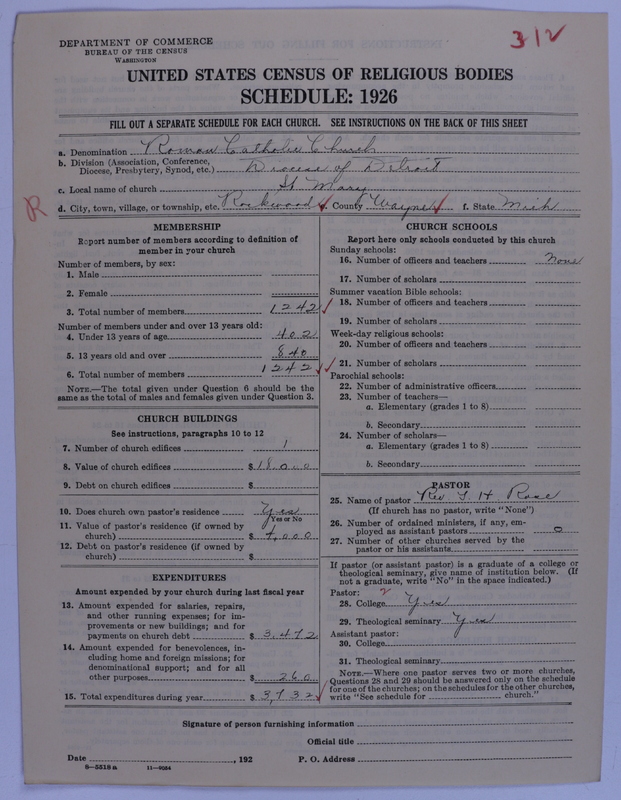 DEPARTMENT OF COMMERCE
BUREAU OF THE CENSUS
WASHINGTON
312
UNITED STATES CENSUS OF RELIGIOUS BODIES
SCHEDULE: 1926
FILL OUT A SEPARATE SCHEDULE FOR EACH CHURCH. SEE INSTRUCTIONS ON THE BACK OF THIS SHEET
a. Denomination Roman Catholic Church
b. Division (Association, Conference, Diocese, Presbytery, Synod, etc.) Diocese of Detroit
c. Local name of church St Mary
R d. City, town, village, or township, etc. Rockwood e. County Wayne f. State Mich
MEMBERSHIP
Report number of members according to definition of
member in your church
Number of members, by sex:
1. Male
2. Female
3. Total number of members 1242
Number of members under and over 13 years old:
4. Under 13 years of age 402
5. 13 years old and over 840
6. Total number of members 1242
NOTE.—The total given under Question 6 should be the
same as the total of males and females given under Question 3.
CHURCH BUILDINGS
See instructions, paragraphs 10 to 12
7. Number of church edifices 1
8. Value of church edifices $ 18,000
9. Debt on church edifices $
10. Does church own pastor's residence Yes
Yes or No
11. Value of pastor's residence (if owned by
church) $ 4,000
12. Debt on pastor's residence (if owned by
church) $
EXPENDITURES
Amount expended by your church during last fiscal year
13. Amount expended for salaries, repairs,
and other running expenses; for im-
provements or new buildings; and for
payments on church debt $ 3,472
14. Amount expended for benevolences, in-
cluding home and foreign missions; for
denominational support; and for all
other purposes $ 260
15. Total expenditures during year $ 3,732
CHURCH SCHOOLS
Report here only schools conducted by this church
Sunday schools:
16. Number of officers and teachers None
17. Number of scholars
Summer vacation Bible schools:
18. Number of officers and teachers
19. Number of scholars
Week-day religious schools:
20. Number of officers and teachers
21. Number of scholars
Parochial schools:
22. Number of administrative officers
23. Number of teachers—
a. Elementary (grades 1 to 8)
b. Secondary
24. Number of scholars—
a. Elementary (grades 1 to 8)
b. Secondary
PASTOR
25. Name of pastor Rev
(If church has no pastor, write "None")
26. Number of ordained ministers, if any, em-
ployed as assistant pastors 0
27. Number of other churches served by the
pastor or his assistants
If pastor (or assistant pastor) is a graduate of a college or
theological seminary, give name of institution below. (If
not a graduate, write "No" in the space indicated.)
Pastor: 2
28. College Yes
29. Theological seminary Yes
Assistant pastor:
30. College
31. Theological seminary
NOTE.—Where one pastor serves two or more churches,
Questions 28 and 29 should be answered only on the schedule
for one of the churches; on the schedules for the other churches,
write "See schedule for church."
Signature of person furnishing information
Official title
Date , 192 P. O. Address
8—5518 a 11—9054